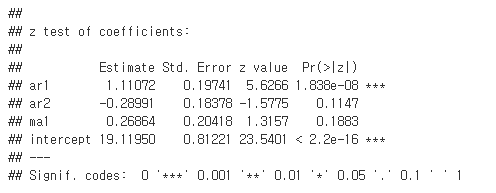 ##
## z test of coefficients:
##
##            Estimate Std. Error z value  Pr(>|z|)
## ar1         1.11072    0.19741  5.6266 1.838e-08 ***
## ar2        -0.28991    0.18378 -1.5775    0.1147
## ma1         0.26864    0.20418  1.3157    0.1883
## intercept  19.11950    0.81221 23.5401 < 2.2e-16 ***
## ---
## Signif. codes:  0 '***' 0.001 '**' 0.01 '*' 0.05 '.' 0.1 ' ' 1